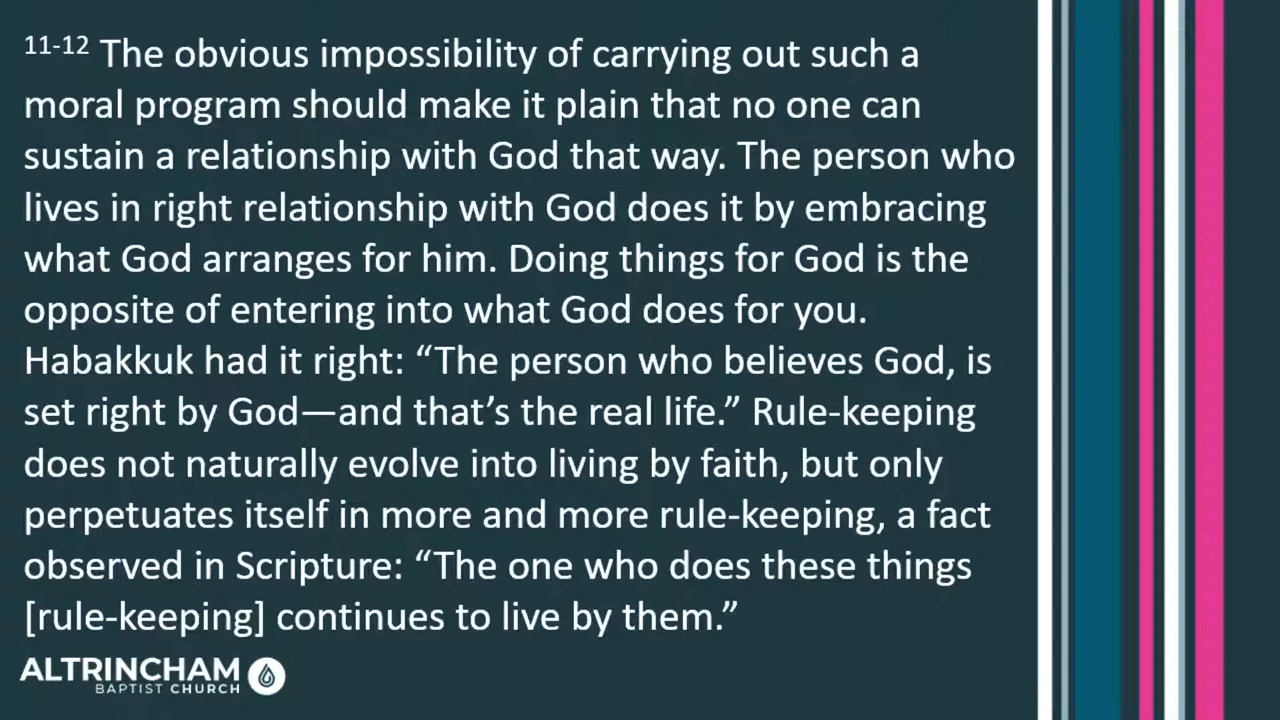 11-12 The obvious impossibility of carrying out such a
moral program should make it plain that no one can
sustain a relationship with God that way. The person who
lives in right relationship with God does it by embracing
what God arranges for him. Doing things for God is the
opposite of entering into what God does for you.
Habakkuk had it right: “The person who believes God, is
set right by God—and that’s the real life.” Rule-keeping
does not naturally evolve into living by faith, but only
perpetuates itself in more and more rule-keeping, a fact
observed in Scripture: “The one who does these things
[rule-keeping] continues to live by them.”
ALTRINCHAM
BAPTIST CHURCH